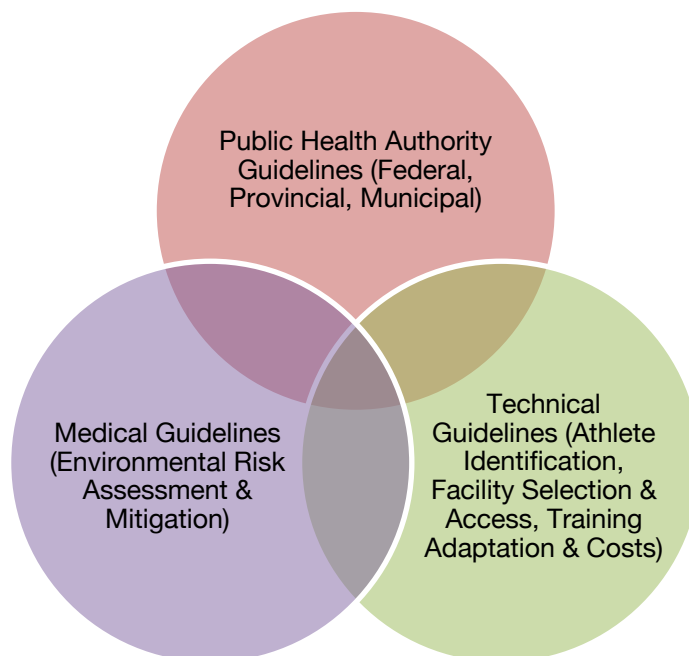 Public Health Authority
Guidelines (Federal,
Provincial, Municipal)
Medical Guidelines
(Environmental Risk
Assessment &
Mitigation)
Technical
Guidelines (Athlete
Identification,
Facility Selection &
Access, Training
Adaptation & Costs)